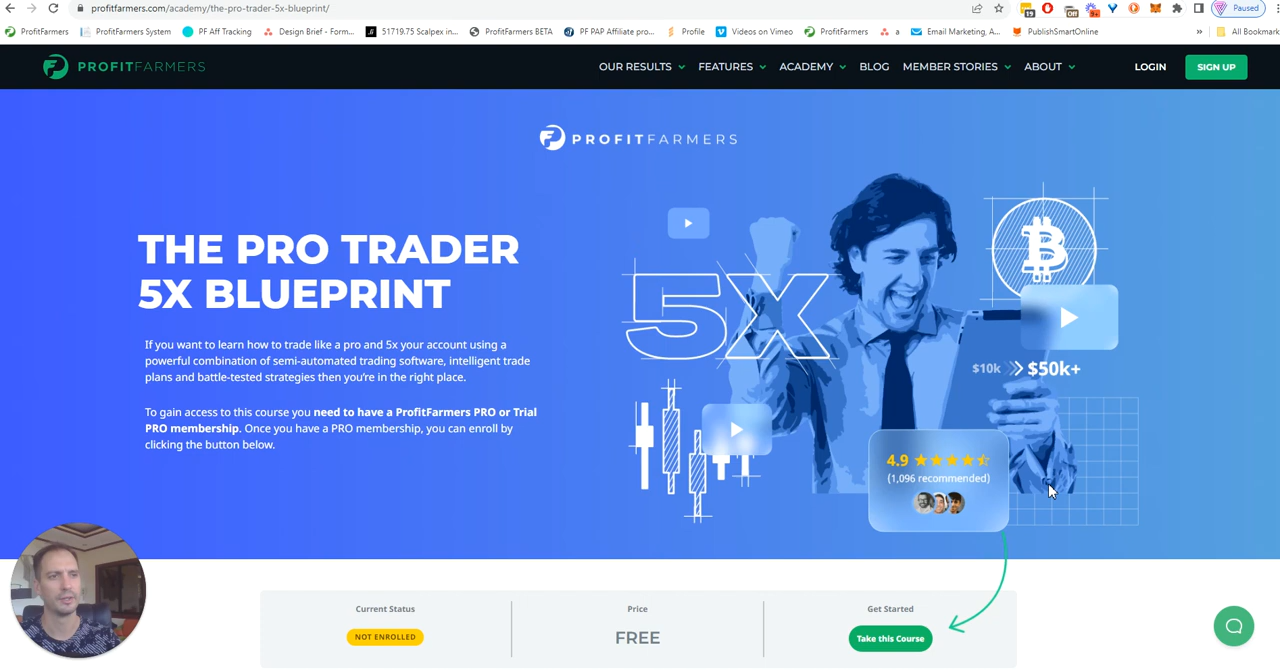 profitfarmers.com/academy/the-pro-trader-5x-blueprint/
19
Off
9+
Paused
ProfitFarmers
ProfitFarmers System
PF Aff Tracking
Design Brief - Form...
51719.75 Scalpex in...
ProfitFarmers BETA
PF PAP Affiliate pro...
Profile
Videos on Vimeo
ProfitFarmers
a
Email Marketing, A...
PublishSmartOnline
»
All Bookmark
PROFITFARMERS
OUR RESULTS
FEATURES
ACADEMY
BLOG
MEMBER STORIES
ABOUT
LOGIN
SIGN UP
PROFITFARMERS
THE PRO TRADER
5X BLUEPRINT
If you want to learn how to trade like a pro and 5x your account using a
powerful combination of semi-automated trading software, intelligent trade
plans and battle-tested strategies then you're in the right place.
To gain access to this course you need to have a ProfitFarmers PRO or Trial
PRO membership. Once you have a PRO membership, you can enroll by
clicking the button below.
5X
$10k
$50k+
4.9
(1,096 recommended)
Current Status
NOT ENROLLED
Price
FREE
Get Started
Take this Course